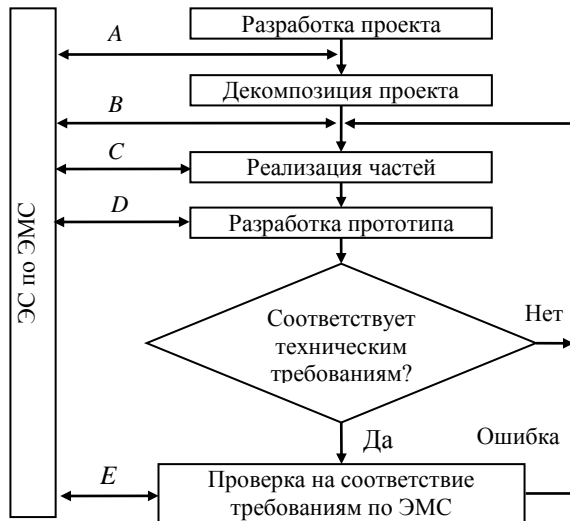 Разработка проекта
A
Декомпозиция проекта
B
C
Реализация частей
D
Разработка прототипа
ЭС по ЭМС
Соответствует
техническим
требованиям?
Нет
Да
Ошибка
E
Проверка на соответствие
требованиям по ЭМС